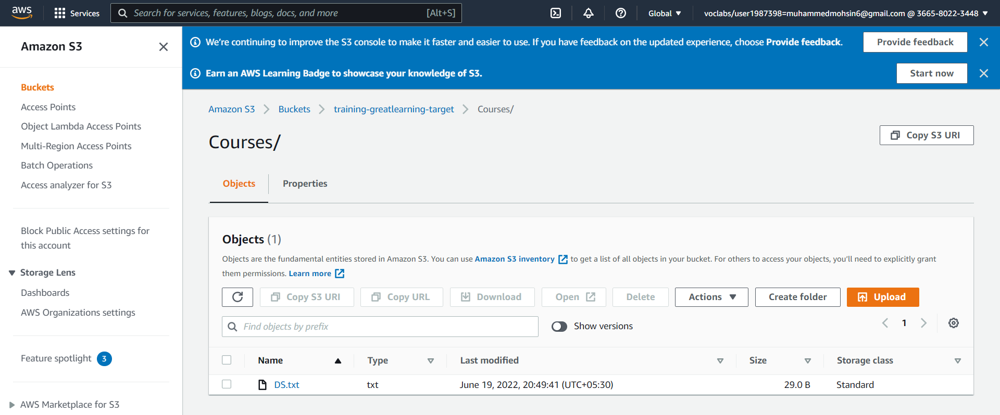 aws Services Search for services, features, blogs, docs, and more [Alt+S] Global voclabs/user1987398=muhammedmohsin6@gmail.com @ 3665-8022-3448
Amazon S3
Buckets
Access Points
Object Lambda Access Points
Multi-Region Access Points
Batch Operations
Access analyzer for S3
Block Public Access settings for
this account
Storage Lens
Dashboards
AWS Organizations settings
Feature spotlight 3
AWS Marketplace for S3
We're continuing to improve the S3 console to make it faster and easier to use. If you have feedback on the updated experience, choose Provide feedback. Provide feedback
Earn an AWS Learning Badge to showcase your knowledge of S3. Start now
Amazon S3 Buckets training-greatlearning-target Courses/
Courses/ Copy S3 URI
Objects Properties
Objects (1)
Objects are the fundamental entities stored in Amazon S3. You can use Amazon S3 inventory to get a list of all objects in your bucket. For others to access your objects, you'll need to explicitly grant
them permissions. Learn more
Copy S3 URI Copy URL Download Open Delete Actions Create folder Upload
Find objects by prefix Show versions 1
Name Type Last modified Size Storage class
DS.txt txt June 19, 2022, 20:49:41 (UTC+05:30) 29.0 B Standard